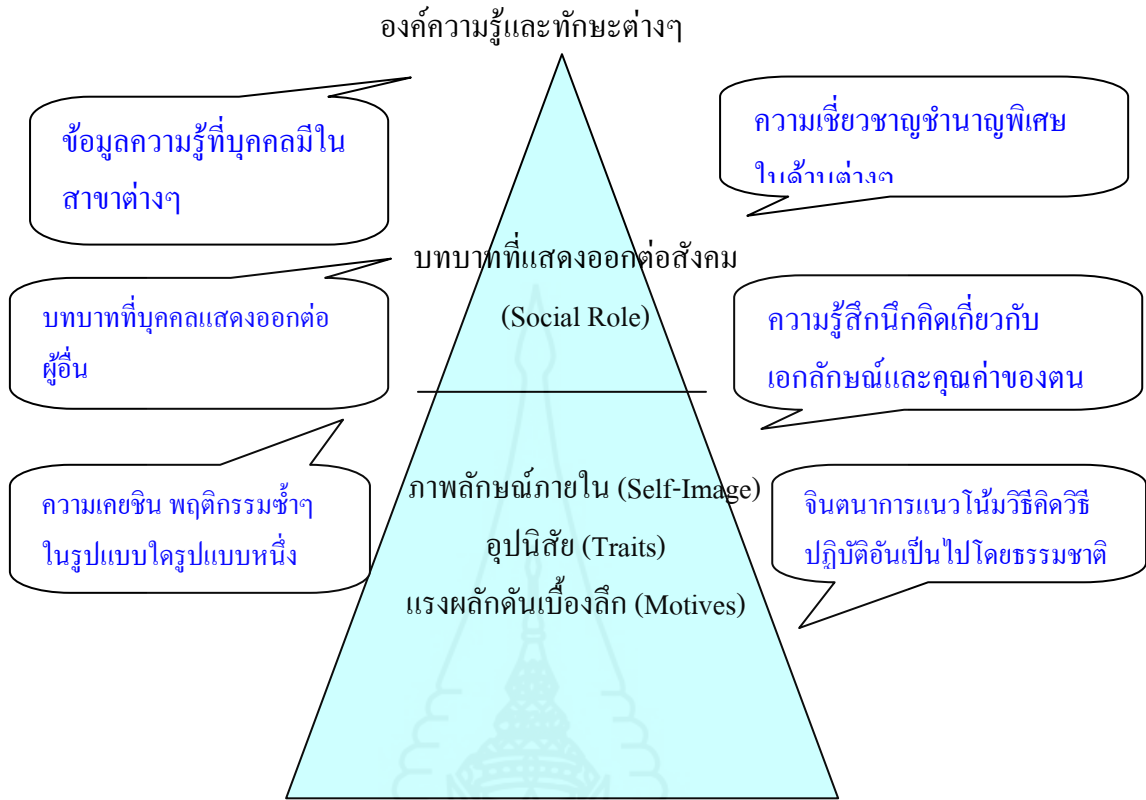 องค์ความรู้และทักษะต่างๆ
ข้อมูลความรู้ที่บุคคลมีใน
สาขาต่างๆ
ความเชี่ยวชาญชำนาญพิเศษ
ในด้านต่างๆ
บทบาทที่แสดงออกต่อสังคม
(Social Role)
บทบาทที่บุคคลแสดงออกต่อ
ผู้อื่น
ความรู้สึกนึกคิดเกี่ยวกับ
เอกลักษณ์และคุณค่าของตน
ภาพลักษณ์ภายใน (Self-Image)
อุปนิสัย (Traits)
แรงผลักดันเบื้องลึก (Motives)
ความเคยชิน พฤติกรรมซ้ำๆ
ในรูปแบบใดรูปแบบหนึ่ง
จินตนาการแนวโน้มวิธีคิดวิธี
ปฏิบัติอันเป็นไปโดยธรรมชาติ